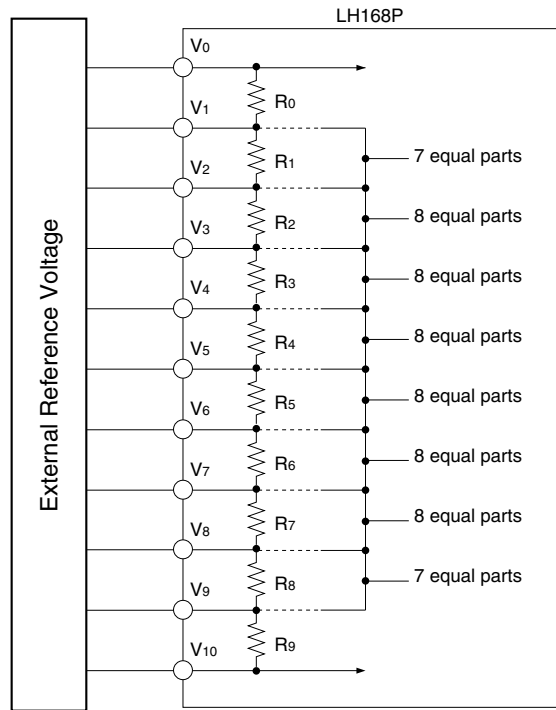 LH168P
External Reference Voltage
V0
R0
V1
R1
7 equal parts
V2
R2
8 equal parts
V3
R3
8 equal parts
V4
R4
8 equal parts
V5
R5
8 equal parts
V6
R6
8 equal parts
V7
R7
8 equal parts
V8
R8
7 equal parts
V9
R9
V10